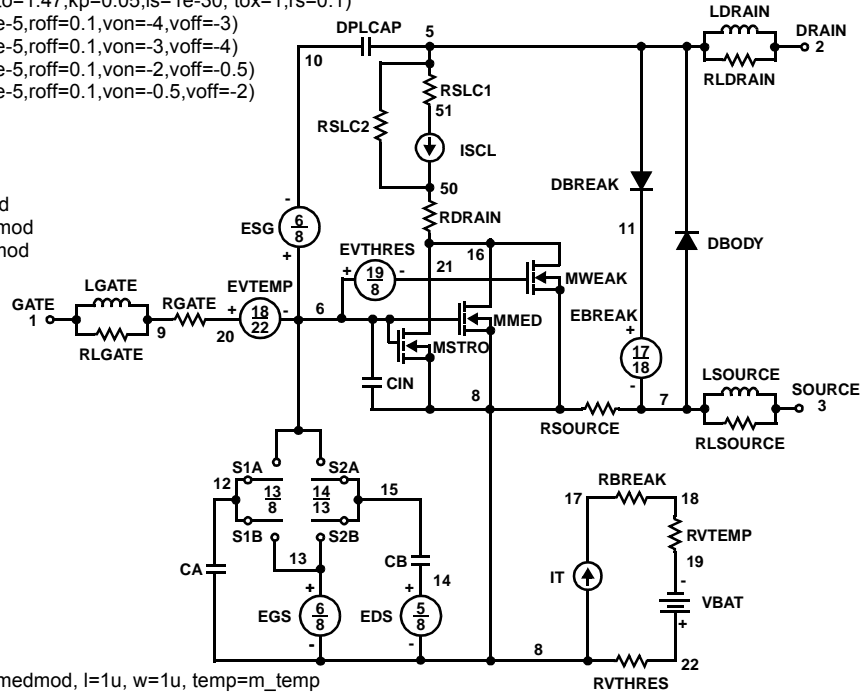 to=1.47,kp=0.05,is=1e-30, tox=1,rs=0.1)
e-5,roff=0.1,von=-4,voff=-3)
e-5,roff=0.1,von=-3,voff=-4)
e-5,roff=0.1,von=-2,voff=-0.5)
e-5,roff=0.1,von=-0.5,voff=-2)
LDRAIN
DPLCAP 5 DRAIN
10 2
RLDRAIN
RSLC1
51
RSLC2
ISCL
50
DBREAK
d
mod
mod
RDRAIN
ESG 6 8
- +
11
DBODY
EVTHRES 16
+ 19 8 - 21
MWEAK
LGATE
EVTEMP
GATE RGATE + 18 22 - 6
1
9 20
MMED
EBREAK
+
17 18
-
RLGATE
MSTRO
CIN
LSOURCE
8 7 SOURCE
3
RSOURCE
RLSOURCE
S1A S2A
12 13 8 14 13 15
S1B S2B
13
RBREAK
17 18
RVTEMP
CA CB
19
14
IT
-
VBAT
+
+ +
EGS 6 8 EDS 5 8
- -
8 22
RVTHRES
medmod, l=1u, w=1u, temp=m_temp